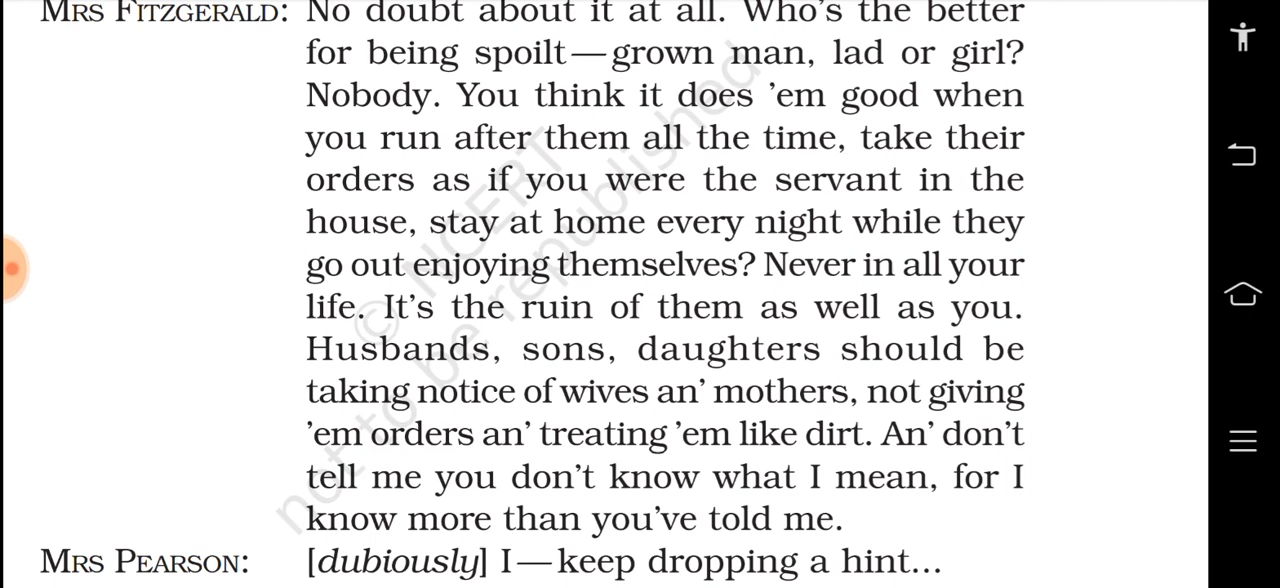 MRS FITZGERALD: No doubt about it at all. Who's the better
for being spoilt—grown man, lad or girl?
Nobody. You think it does 'em good when
you run after them all the time, take their
orders as if you were the servant in the
house, stay at home every night while they
go out enjoying themselves? Never in all your
life. It's the ruin of them as well as you.
Husbands, sons, daughters should be
taking notice of wives an' mothers, not giving
'em orders an' treating 'em like dirt. An' don't
tell me you don't know what I mean, for I
know more than you've told me.
MRS PEARSON: [dubiously] I—keep dropping a hint...
© NCERT
not to be republished